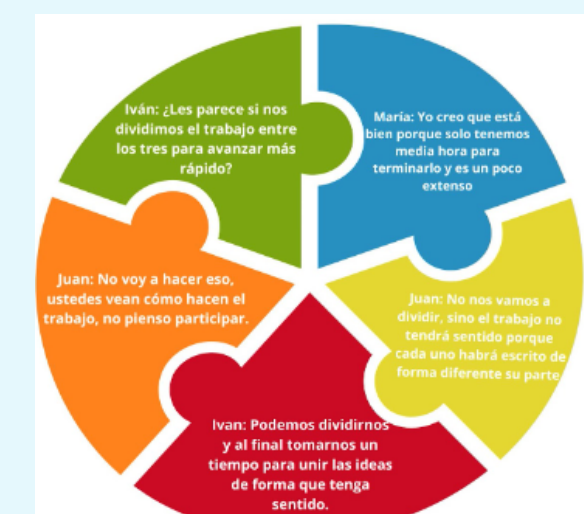 Iván: ¿Les parece si nos
dividimos el trabajo entre
los tres para avanzar más
rápido?
María: Yo creo que está
bien porque solo tenemos
media hora para
terminarlo y es un poco
extenso
Juan: No nos vamos a
dividir, sino el trabajo no
tendrá sentido porque
cada uno habrá escrito de
forma diferente su parte
Ivan: Podemos dividirnos
y al final tomarnos un
tiempo para unir las ideas
de forma que tenga
sentido.
Juan: No voy a hacer eso,
ustedes vean cómo hacen el
trabajo, no pienso participar.